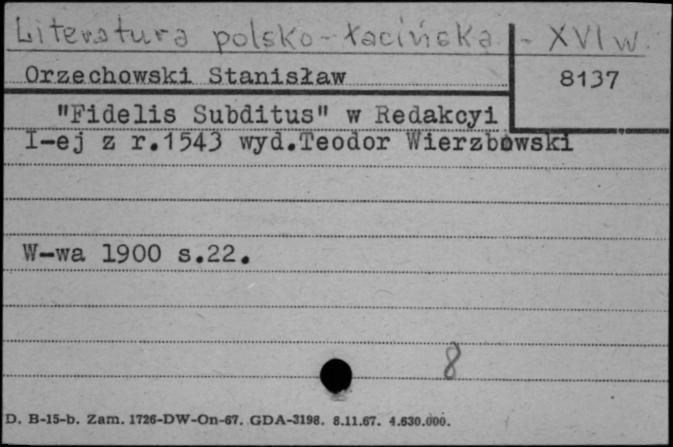 Literatura polsko-łacińska - XVI w.
Orzechowski Stanisław
8137
"Fidelis Subditus" w Redakcyi
I-ej z r.1543 wyd.Teodor Wierzbowski
W-wa 1900 s.22.
8
D. B-15-b. Zam. 1726-DW-On-67. GDA-3198. 8.11.67. 4.630.000.